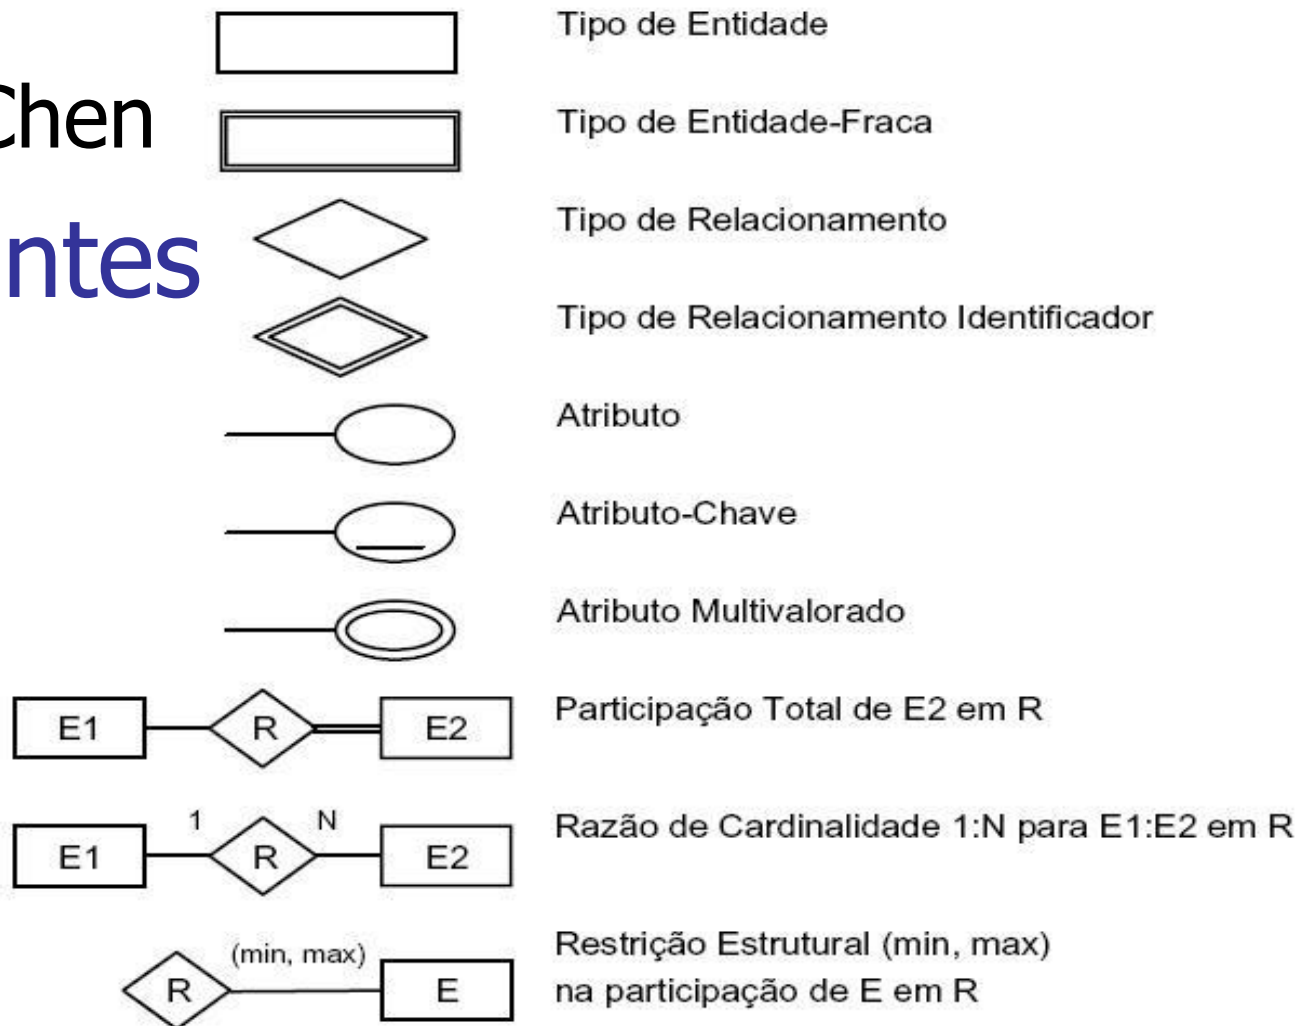 Tipo de Entidade
Chen
Tipo de Entidade-Fraca
Tipo de Relacionamento
ntes
Tipo de Relacionamento Identificador
Atributo
Atributo-Chave
Atributo Multivalorado
E1 R E2 Participação Total de E2 em R
1 N
E1 R E2 Razão de Cardinalidade 1:N para E1:E2 em R
(min, max) Restrição Estrutural (min, max)
R E na participação de E em R